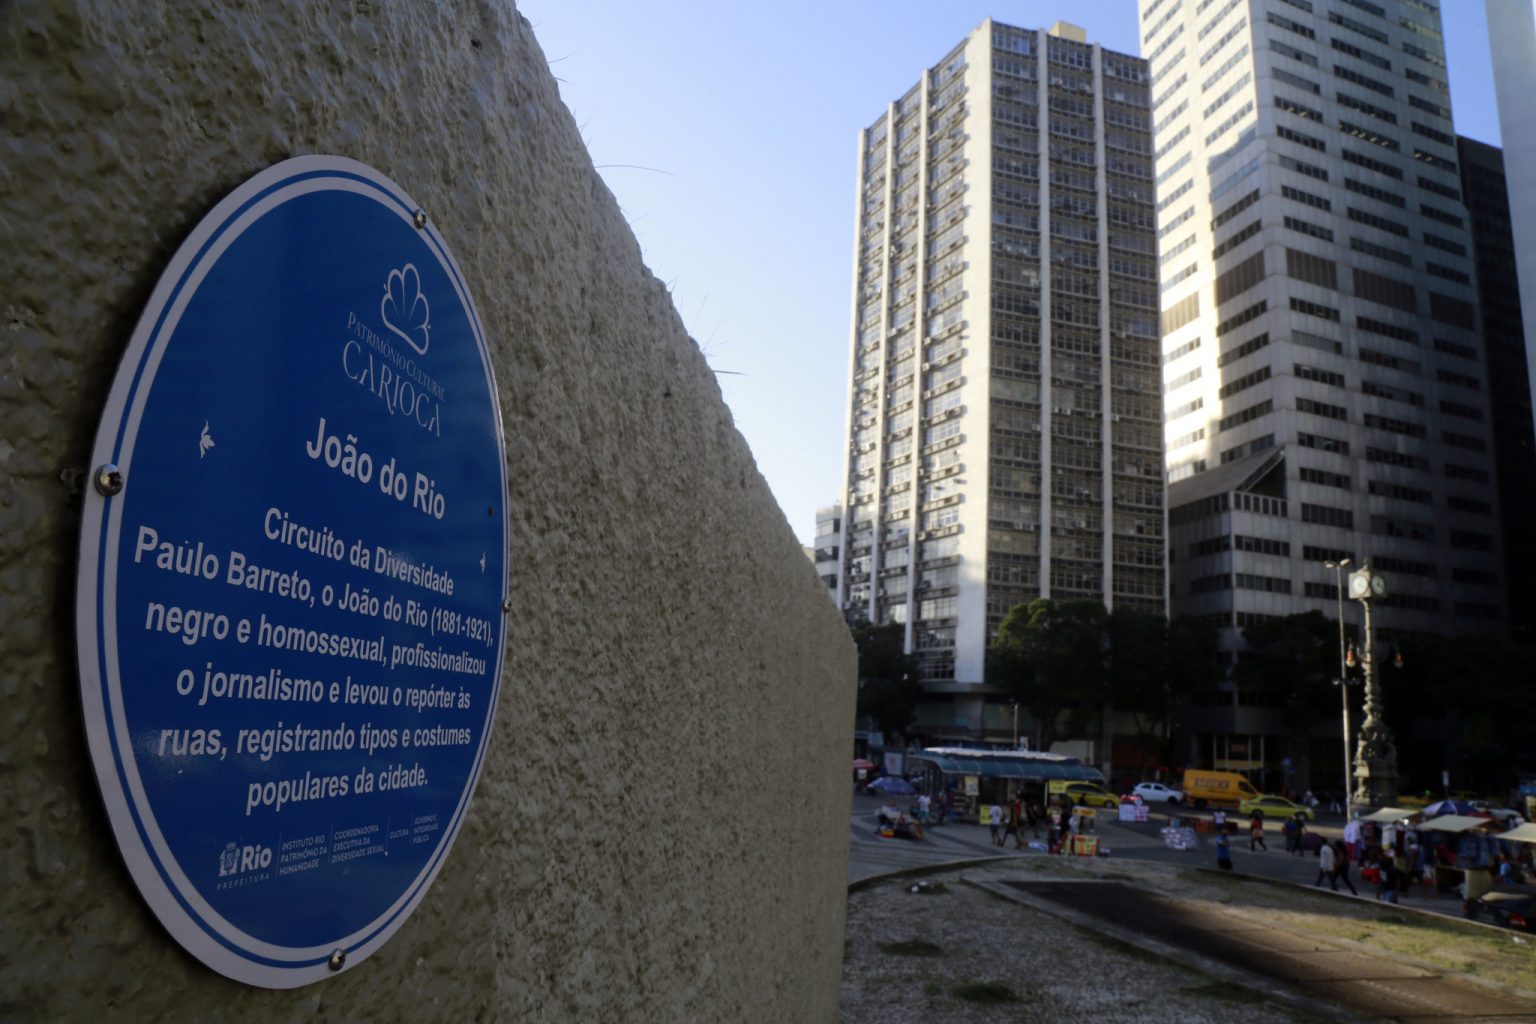 PATRIMÔNIO CULTURAL
CARIOCA
João do Rio
Circuito da Diversidade
Paulo Barreto, o João do Rio (1881-1921),
negro e homossexual, profissionalizou
o jornalismo e levou o repórter às
ruas, registrando tipos e costumes
populares da cidade.
Rio
PREFEITURA
INSTITUTO RIO
PATRIMÔNIO DA
HUMANIDADE
COORDENADORIA
EXECUTIVA DA
DIVERSIDADE SEXUAL
CULTURA
GOVERNO E
INTEGRIDADE
PÚBLICA